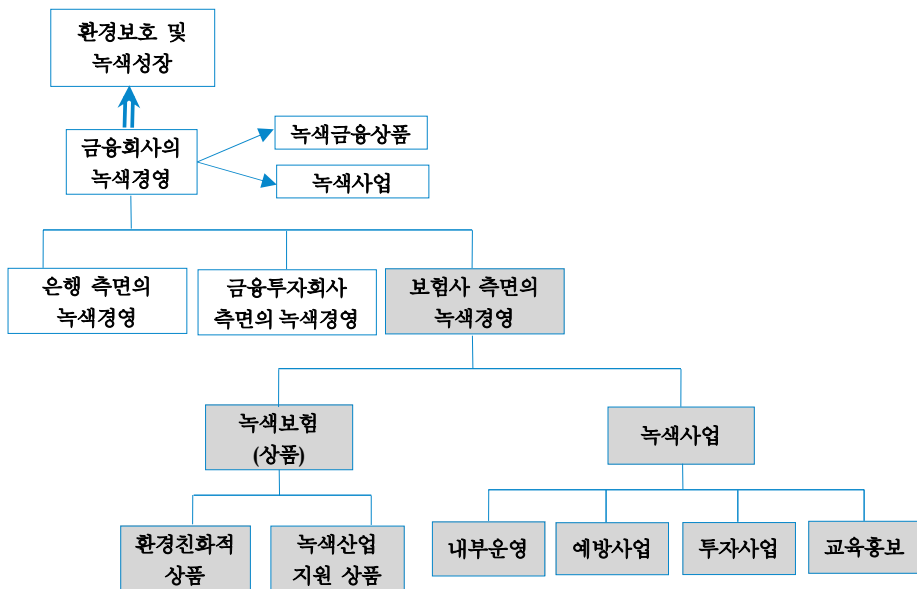 환경보호 및
녹색성장
금융회사의
녹색경영
녹색금융상품
녹색사업
은행 측면의
녹색경영
금융투자회사
측면의 녹색경영
보험사 측면의
녹색경영
녹색보험
(상품)
녹색사업
환경친화적
상품
녹색산업
지원 상품
내부운영
예방사업
투자사업
교육홍보